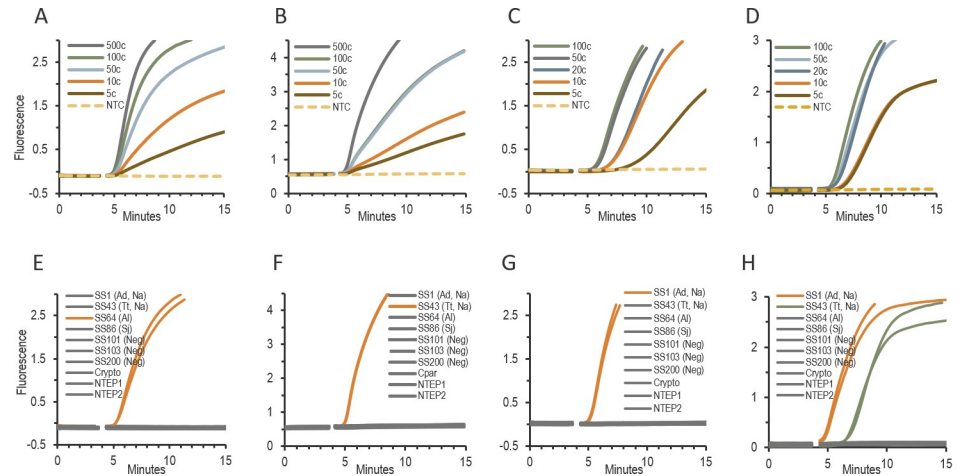 A
B
C
D
500c
100c
50c
10c
5c
NTC
2.5
1.5
0.5
-0.5
Fluorescence
0
5
10
15
Minutes
500c
100c
50c
10c
5c
NTC
4
3
2
1
0
0
5
10
15
Minutes
100c
50c
20c
10c
5c
NTC
2.5
1.5
0.5
-0.5
0
5
10
15
Minutes
100c
50c
20c
10c
5c
NTC
3
2
1
0
0
5
10
15
Minutes
E
F
G
H
SS1 (Ad, Na)
SS43 (Tt, Na)
SS64 (Al)
SS86 (Sj)
SS101 (Neg)
SS103 (Neg)
SS200 (Neg)
Crypto
NTEP1
NTEP2
2.5
1.5
0.5
-0.5
Fluorescence
0
5
10
15
Minutes
SS1 (Ad, Na)
SS43 (Tt, Na)
SS64 (Al)
SS86 (Sj)
SS101 (Neg)
SS103 (Neg)
SS200 (Neg)
Cpar
NTEP1
NTEP2
4
3
2
1
0
0
5
10
15
Minutes
SS1 (Ad, Na)
SS43 (Tt, Na)
SS64 (Al)
SS86 (Sj)
SS101 (Neg)
SS103 (Neg)
SS200 (Neg)
Crypto
NTEP1
NTEP2
2.5
1.5
0.5
-0.5
0
5
10
15
Minutes
SS1 (Ad, Na)
SS43 (Tt, Na)
SS64 (Al)
SS86 (Sj)
SS101 (Neg)
SS103 (Neg)
SS200 (Neg)
Crypto
NTEP1
NTEP2
3
2
1
0
0
5
10
15
Minutes